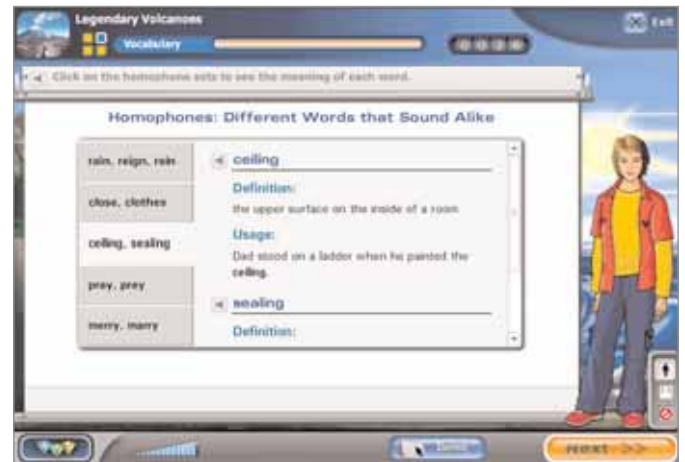 Legendary Volcanoes
Exit
Vocabulary
Click on the homophone sets to see the meaning of each word.
Homophones: Different Words that Sound Alike
rain, reign, rein
close, clothes
ceiling, sealing
pray, prey
merry, marry
ceiling
Definition:
the upper surface on the inside of a room
Usage:
Dad stood on a ladder when he painted the
ceiling.
sealing
Definition:
Next >>